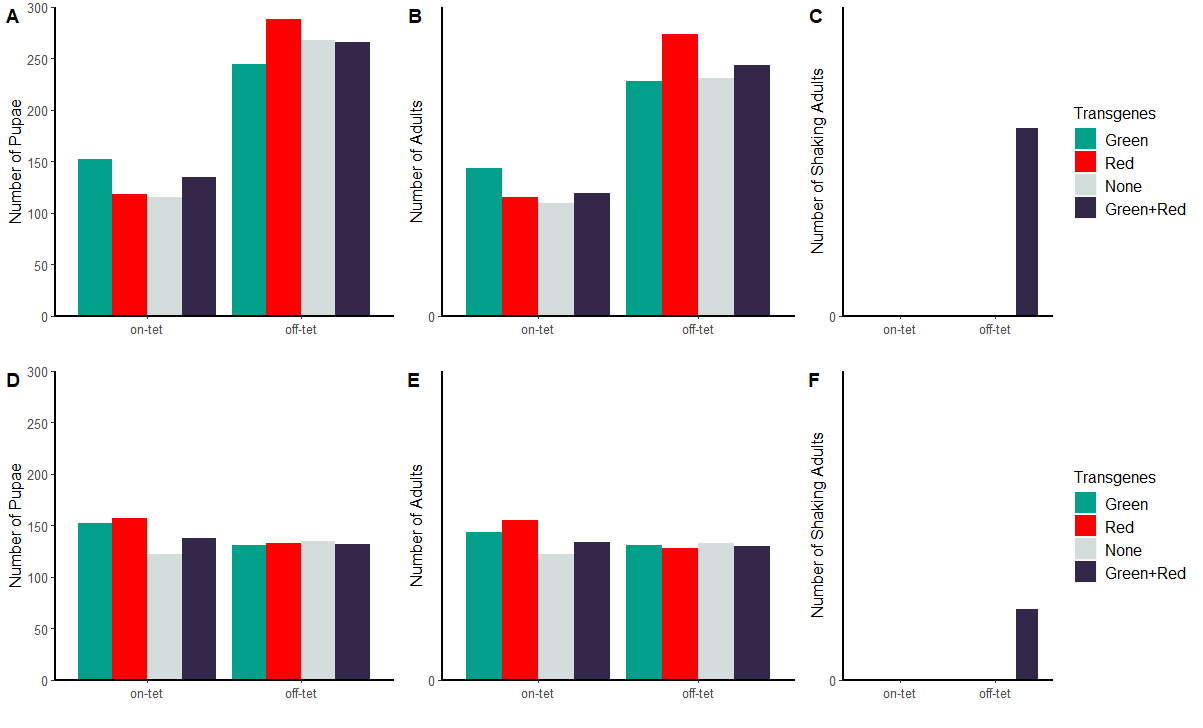 A
Number of Pupae
300
250
200
150
100
50
0
on-tet
off-tet
B
Number of Adults
0
on-tet
off-tet
C
Number of Shaking Adults
0
on-tet
off-tet
Transgenes
Green
Red
None
Green+Red
D
Number of Pupae
300
250
200
150
100
50
0
on-tet
off-tet
E
Number of Adults
0
on-tet
off-tet
F
Number of Shaking Adults
0
on-tet
off-tet
Transgenes
Green
Red
None
Green+Red